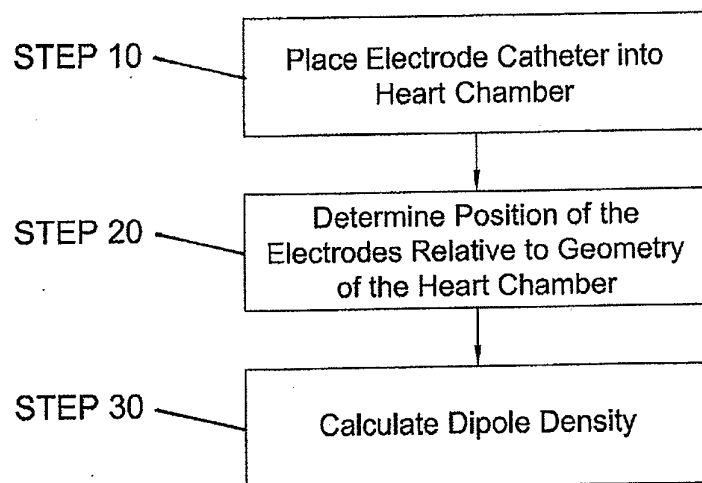 STEP 10
Place Electrode Catheter into
Heart Chamber
STEP 20
Determine Position of the
Electrodes Relative to Geometry
of the Heart Chamber
STEP 30
Calculate Dipole Density